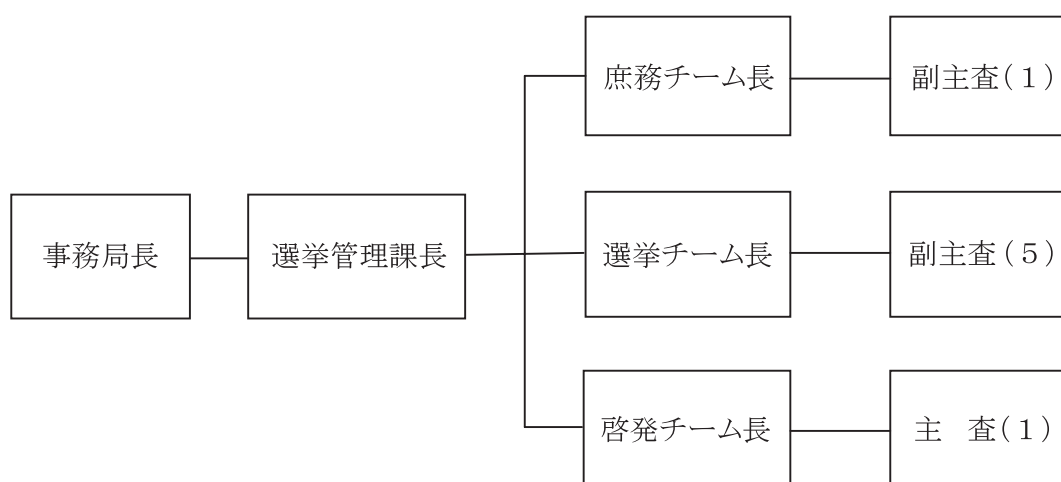 庶務チーム長
副主査(１)
事務局長
選挙管理課長
選挙チーム長
副主査(５)
啓発チーム長
主　査(１)